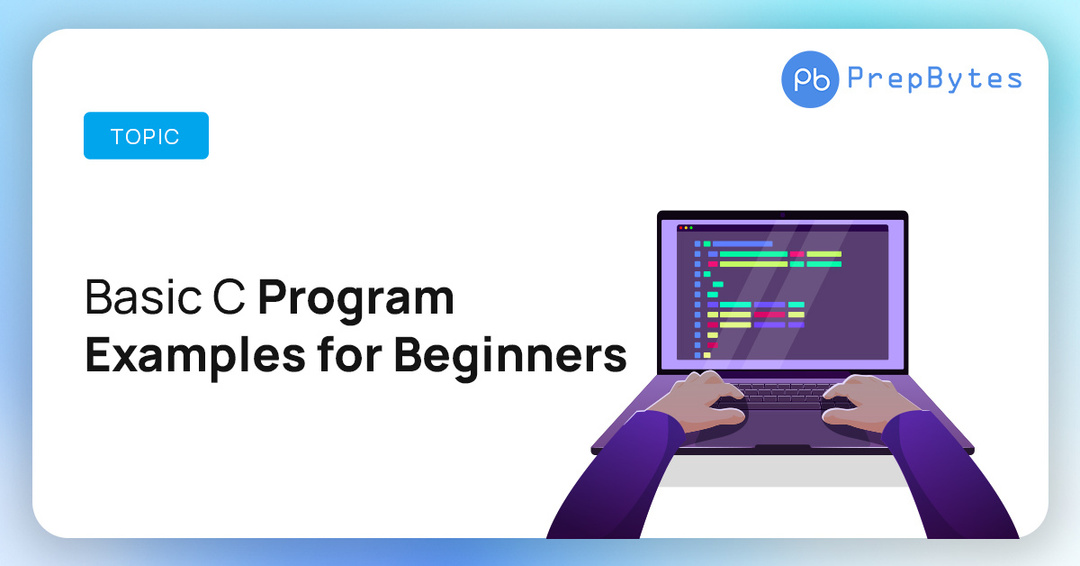 Pb PrepBytes
TOPIC
Basic C Program
Examples for Beginners